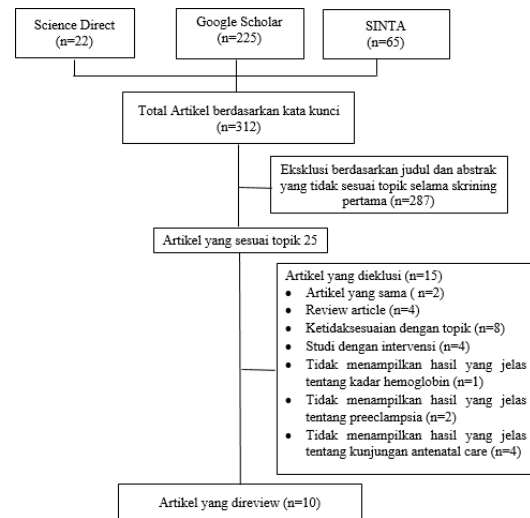 Science Direct
(n=22)
Google Scholar
(n=225)
SINTA
(n=65)
Total Artikel berdasarkan kata kunci
(n=312)
Eksklusi berdasarkan judul dan abstrak
yang tidak sesuai topik selama skrining
pertama (n=287)
Artikel yang sesuai topik 25
Artikel yang dieklusi (n=15)
• Artikel yang sama ( n=2)
• Review article (n=4)
• Ketidaksesuaian dengan topik (n=8)
• Studi dengan intervensi (n=4)
• Tidak menampilkan hasil yang jelas
tentang kadar hemoglobin (n=1)
• Tidak menampilkan hasil yang jelas
tentang preeclampsia (n=2)
• Tidak menampilkan hasil yang jelas
tentang kunjungan antenatal care (n=4)
Artikel yang direview (n=10)